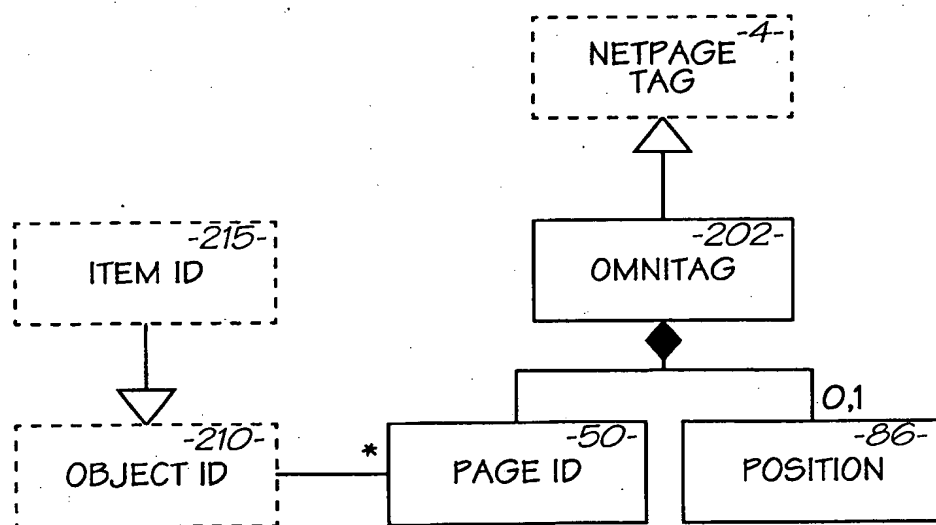 -4-
NETPAGE
TAG
-215-
ITEM ID
-202-
OMNITAG
0,1
-210-
OBJECT ID
*
-50-
PAGE ID
-86-
POSITION